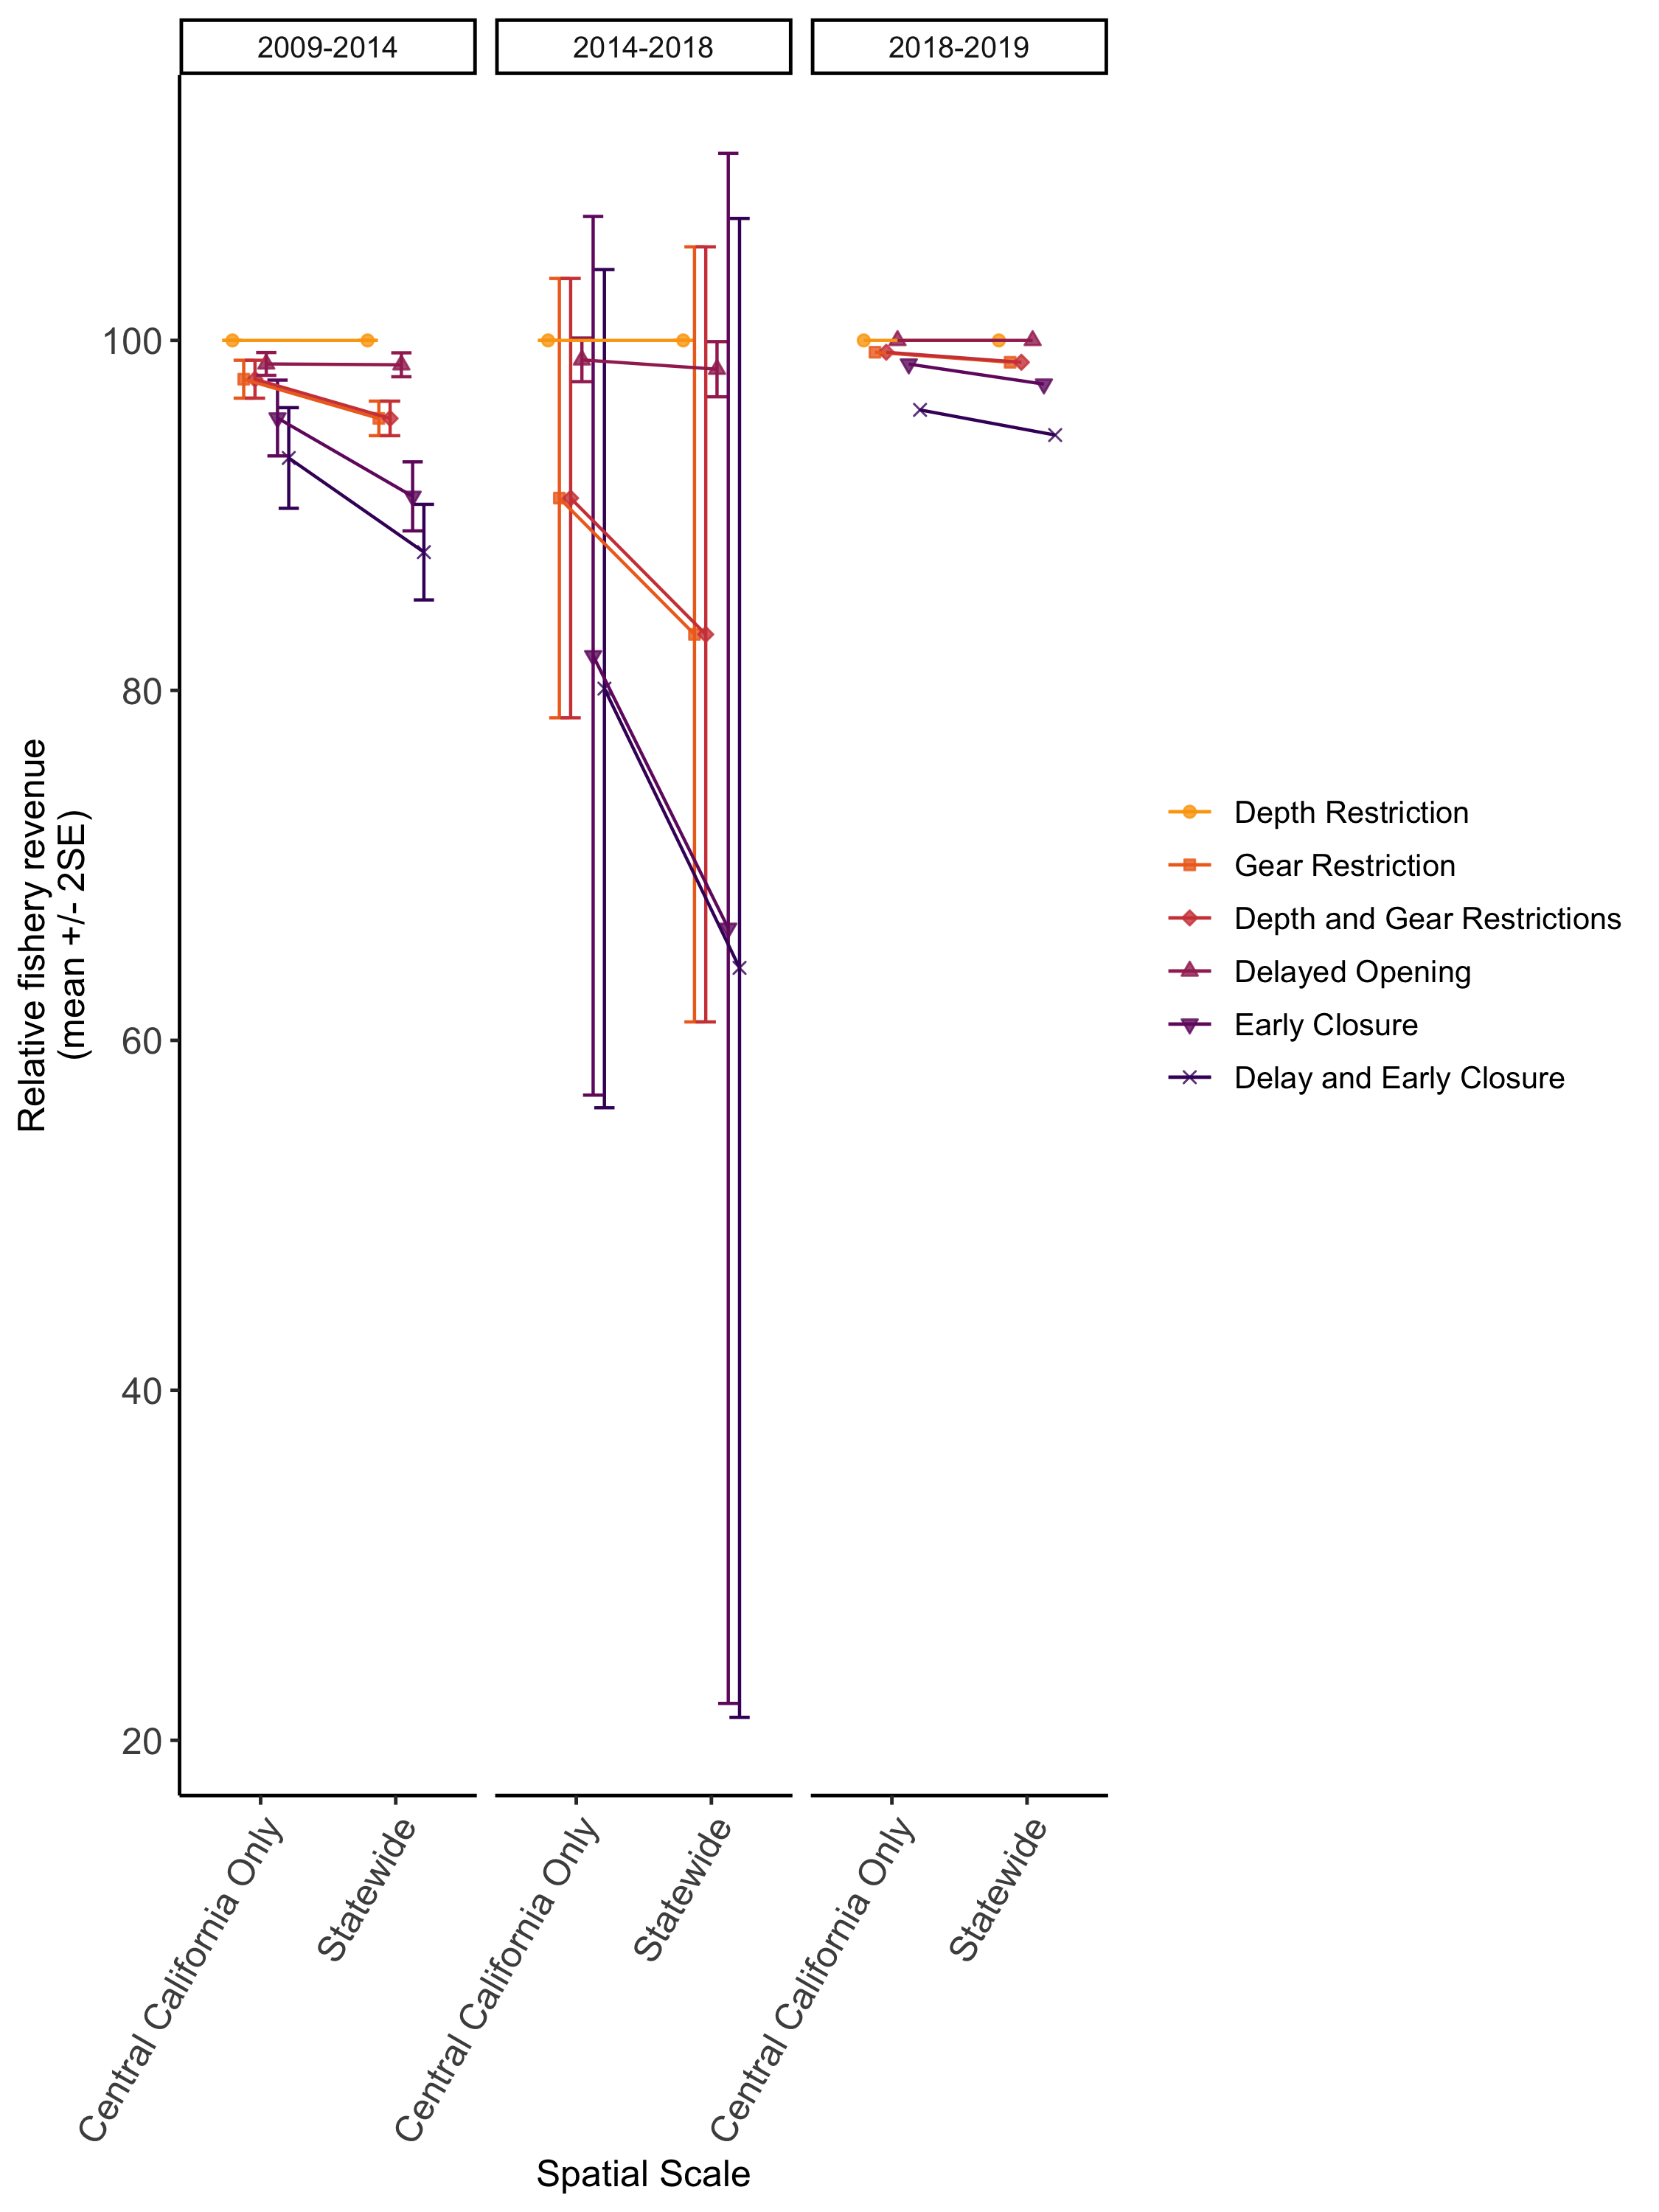 2009-2014
2014-2018
2018-2019
100
80
60
40
20
Relative fishery revenue
(mean +/- 2SE)
Depth Restriction
Gear Restriction
Depth and Gear Restrictions
Delayed Opening
Early Closure
Delay and Early Closure
Central California Only
Statewide
Central California Only
Statewide
Central California Only
Statewide
Spatial Scale